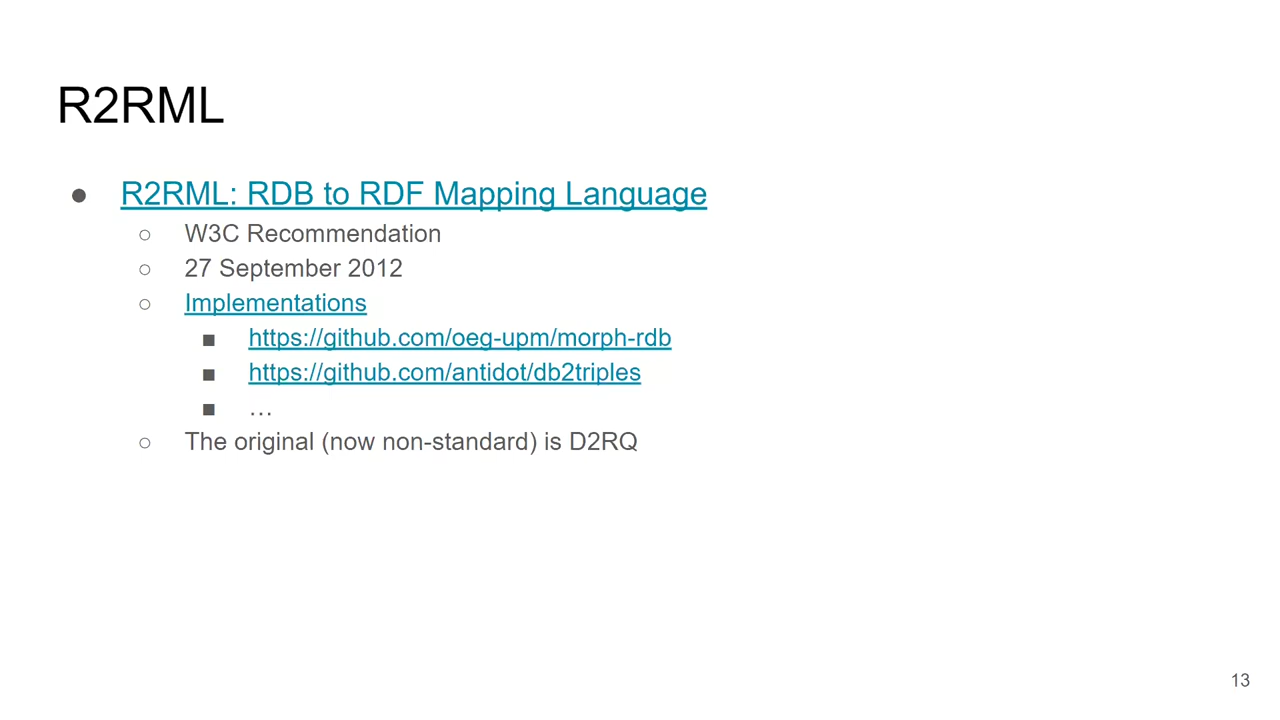 R2RML
● R2RML: RDB to RDF Mapping Language
○ W3C Recommendation
○ 27 September 2012
○ Implementations
■ https://github.com/oeg-upm/morph-rdb
■ https://github.com/antidot/db2triples
■ …
○ The original (now non-standard) is D2RQ
13